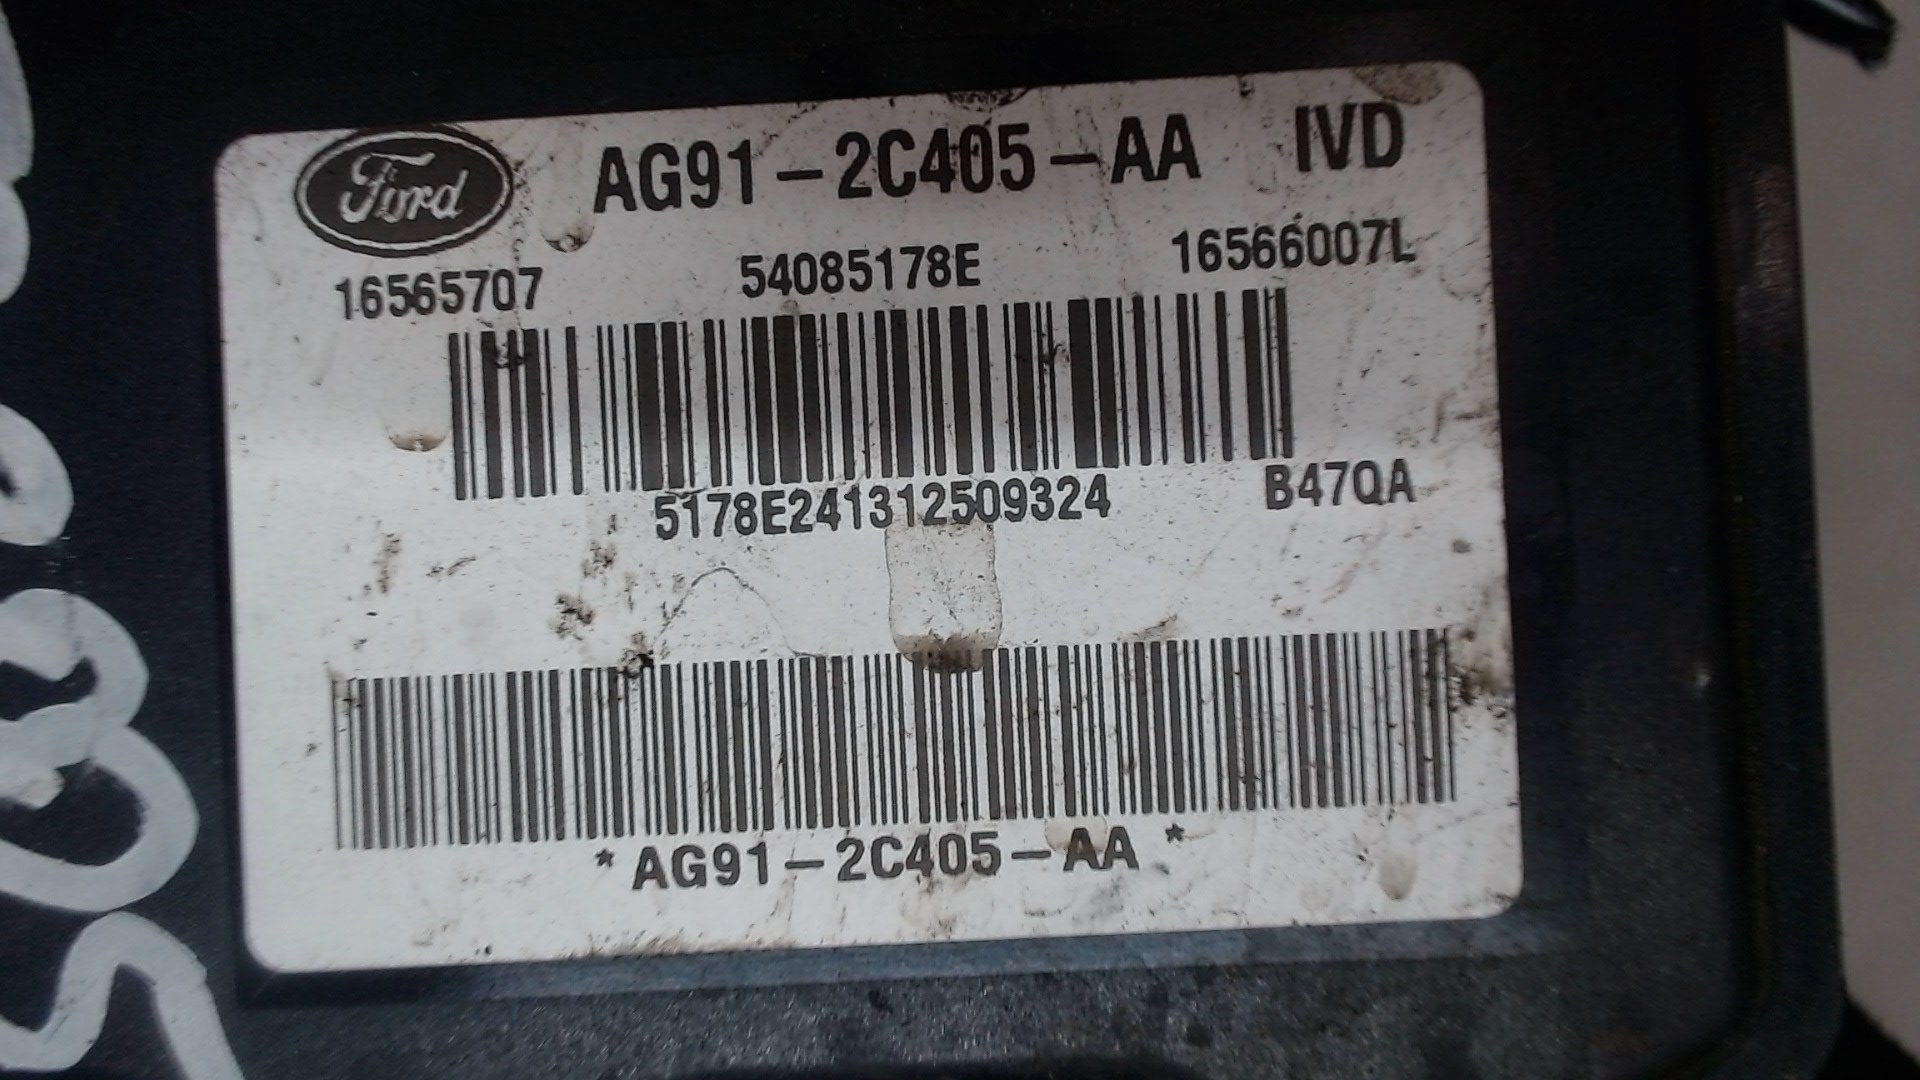 Ford AG91-2C405-AA IVD
16565707 54085178E 16566007L
5178E241312509324 B47QA
* AG91-2C405-AA *